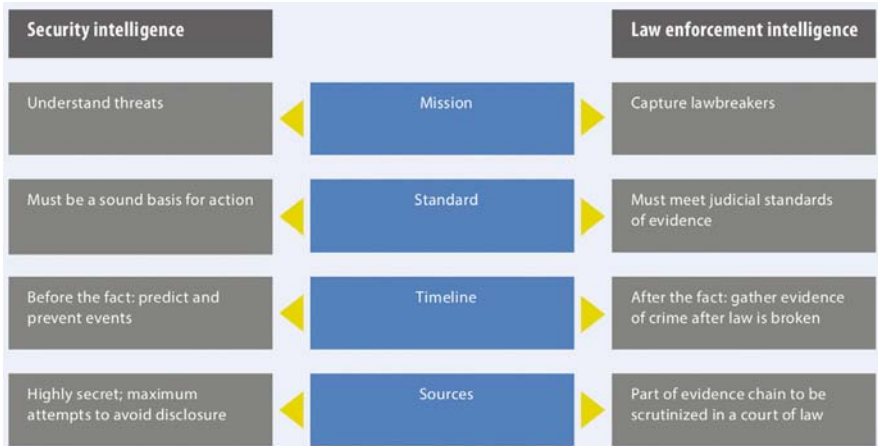 Security intelligence
Law enforcement intelligence
Understand threats
Mission
Capture lawbreakers
Must be a sound basis for action
Standard
Must meet judicial standards
of evidence
Before the fact: predict and
prevent events
Timeline
After the fact: gather evidence
of crime after law is broken
Highly secret; maximum
attempts to avoid disclosure
Sources
Part of evidence chain to be
scrutinized in a court of law